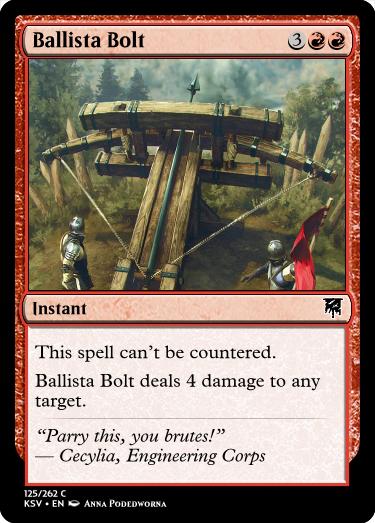 Ballista Bolt 3
Instant
This spell can't be countered.
Ballista Bolt deals 4 damage to any
target.
“Parry this, you brutes!”
— Cecylia, Engineering Corps
125/262 C
KSV • EN Anna Podedworna